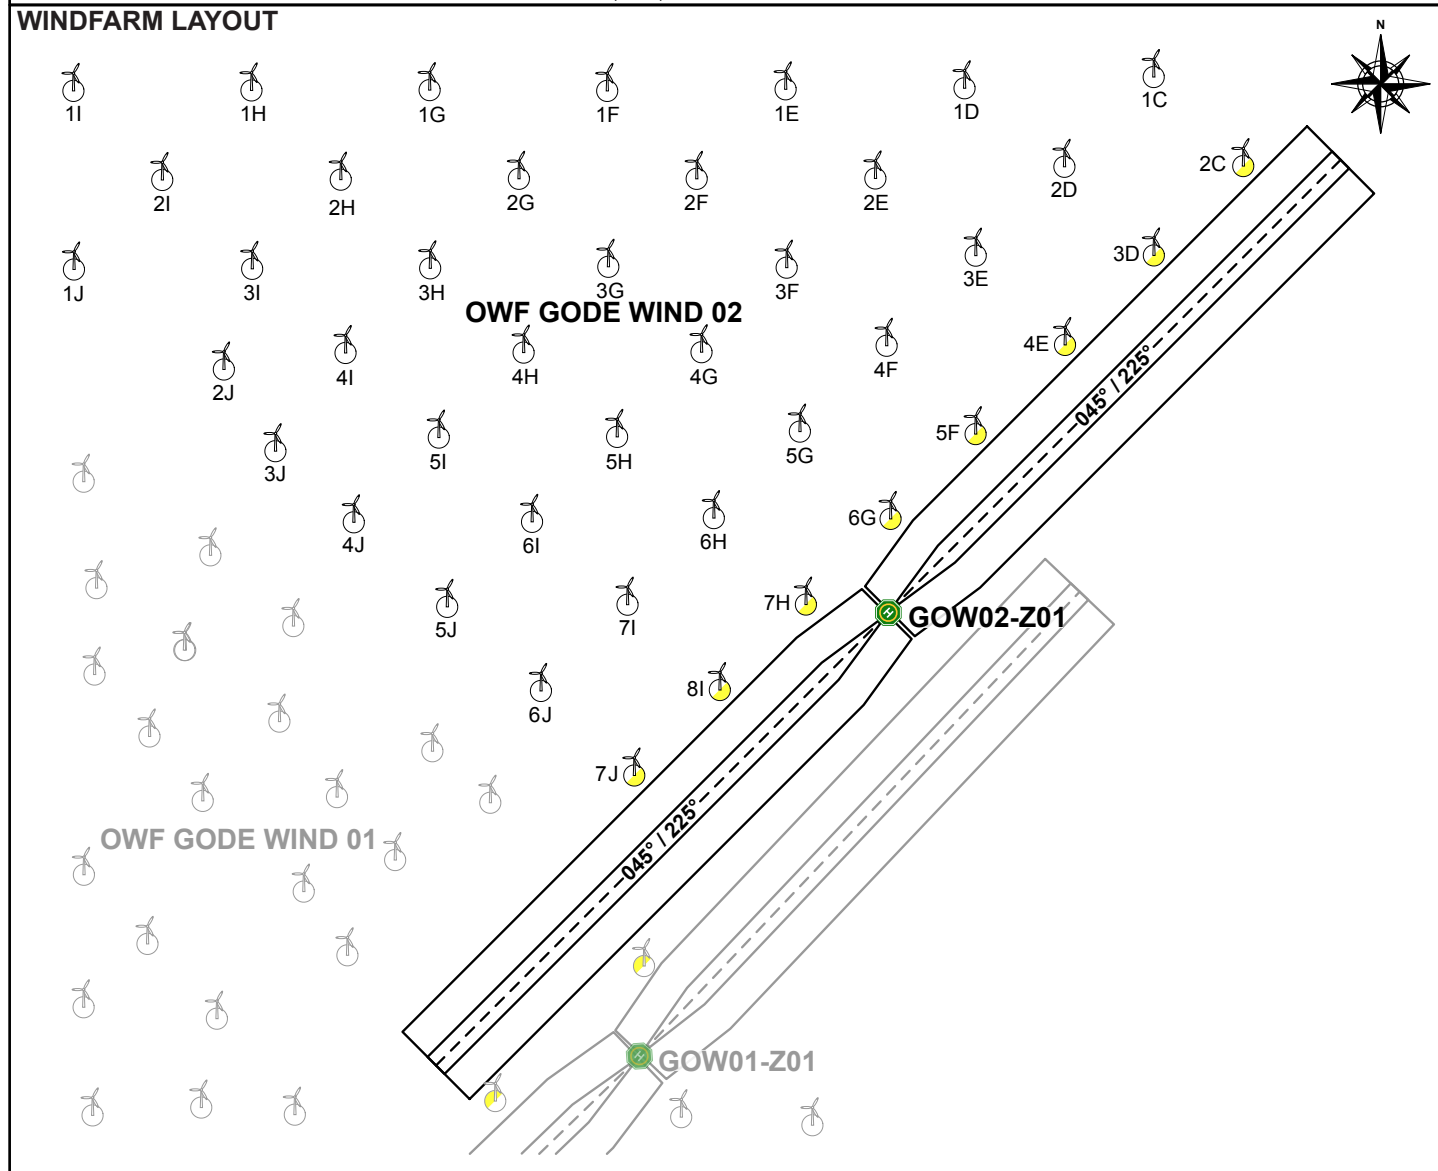 WINDFARM LAYOUT
N
1I 1H 1G 1F 1E 1D 1C
2I 2H 2G 2F 2E 2D 2C
1J 3I 3H 3G 3F 3E 3D
OWF GODE WIND 02
2J 4I 4H 4G 4F 4E
045° / 225°
3J 5I 5H 5G 5F
4J 6I 6H 6G
5J 7I 7H
H GOW02-Z01
6J 8I
7J
045° / 225°
OWF GODE WIND 01
H GOW01-Z01